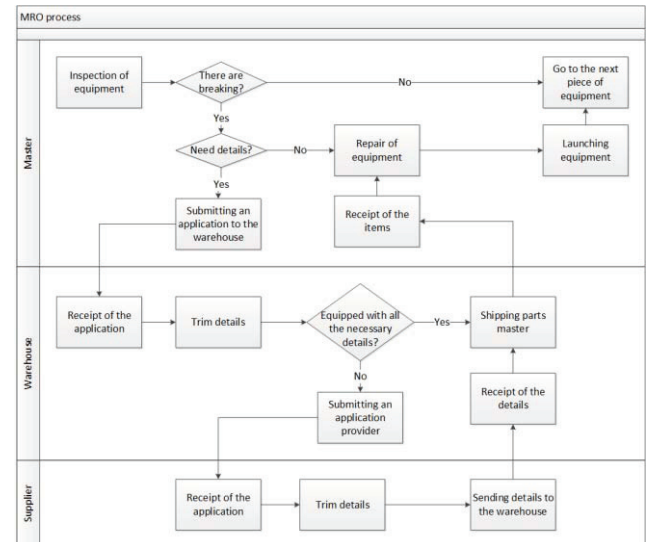 MRO process
Master
Inspection of
equipment
There are
breaking?
No
Go to the next
piece of
equipment
Yes
Need details?
No
Repair of
equipment
Launching
equipment
Yes
Submitting an
application to the
warehouse
Receipt of the
items
Warehouse
Receipt of the
application
Trim details
Equipped with all
the necessary
details?
Yes
Shipping parts
master
No
Submitting an
application
provider
Receipt of the
details
Supplier
Receipt of the
application
Trim details
Sending details to
the warehouse